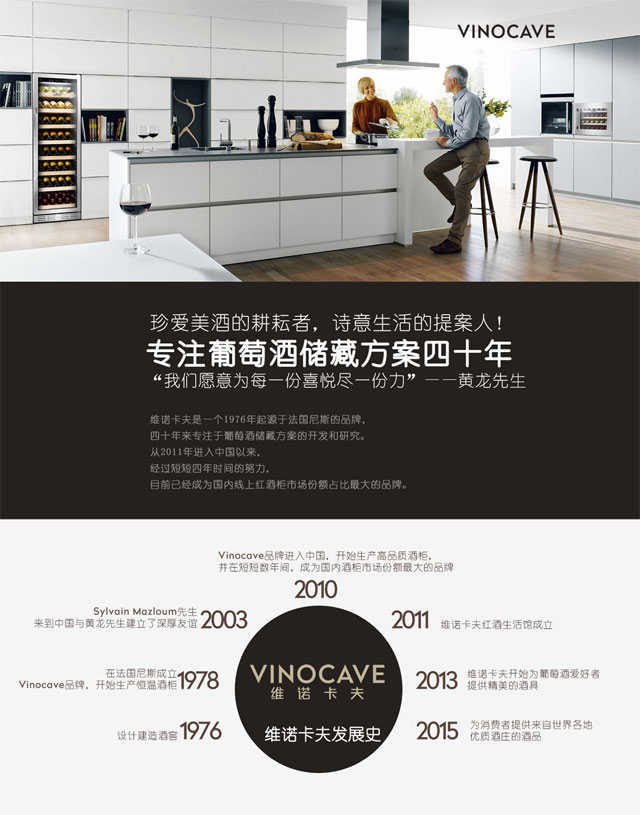 VINOCAVE
珍爱美酒的耕耘者，诗意生活的提案人！
专注葡萄酒储藏方案四十年
“我们愿意为每一份喜悦尽一份力”——黄龙先生
维诺卡夫是一个1976年起源于法国尼斯的品牌，
四十年来专注于葡萄酒储藏方案的开发和研究。
从2011年进入中国以来，
经过短短四年时间的努力，
目前已经成为国内线上红酒柜市场份额占比最大的品牌。
Vinocave品牌进入中国，开始生产高品质酒柜，
并在短短数年间，成为国内酒柜市场份额最大的品牌
2010
Sylvain Mazloum先生
来到中国与黄龙先生建立了深厚友谊
2003
2011
维诺卡夫红酒生活馆成立
在法国尼斯成立
Vinocave品牌，开始生产恒温酒柜
1978
VINOCAVE
维诺卡夫
2013
维诺卡夫开始为葡萄酒爱好者
提供精美的酒具
设计建造酒窖
1976
维诺卡夫发展史
2015
为消费者提供来自世界各地
优质酒庄的酒品